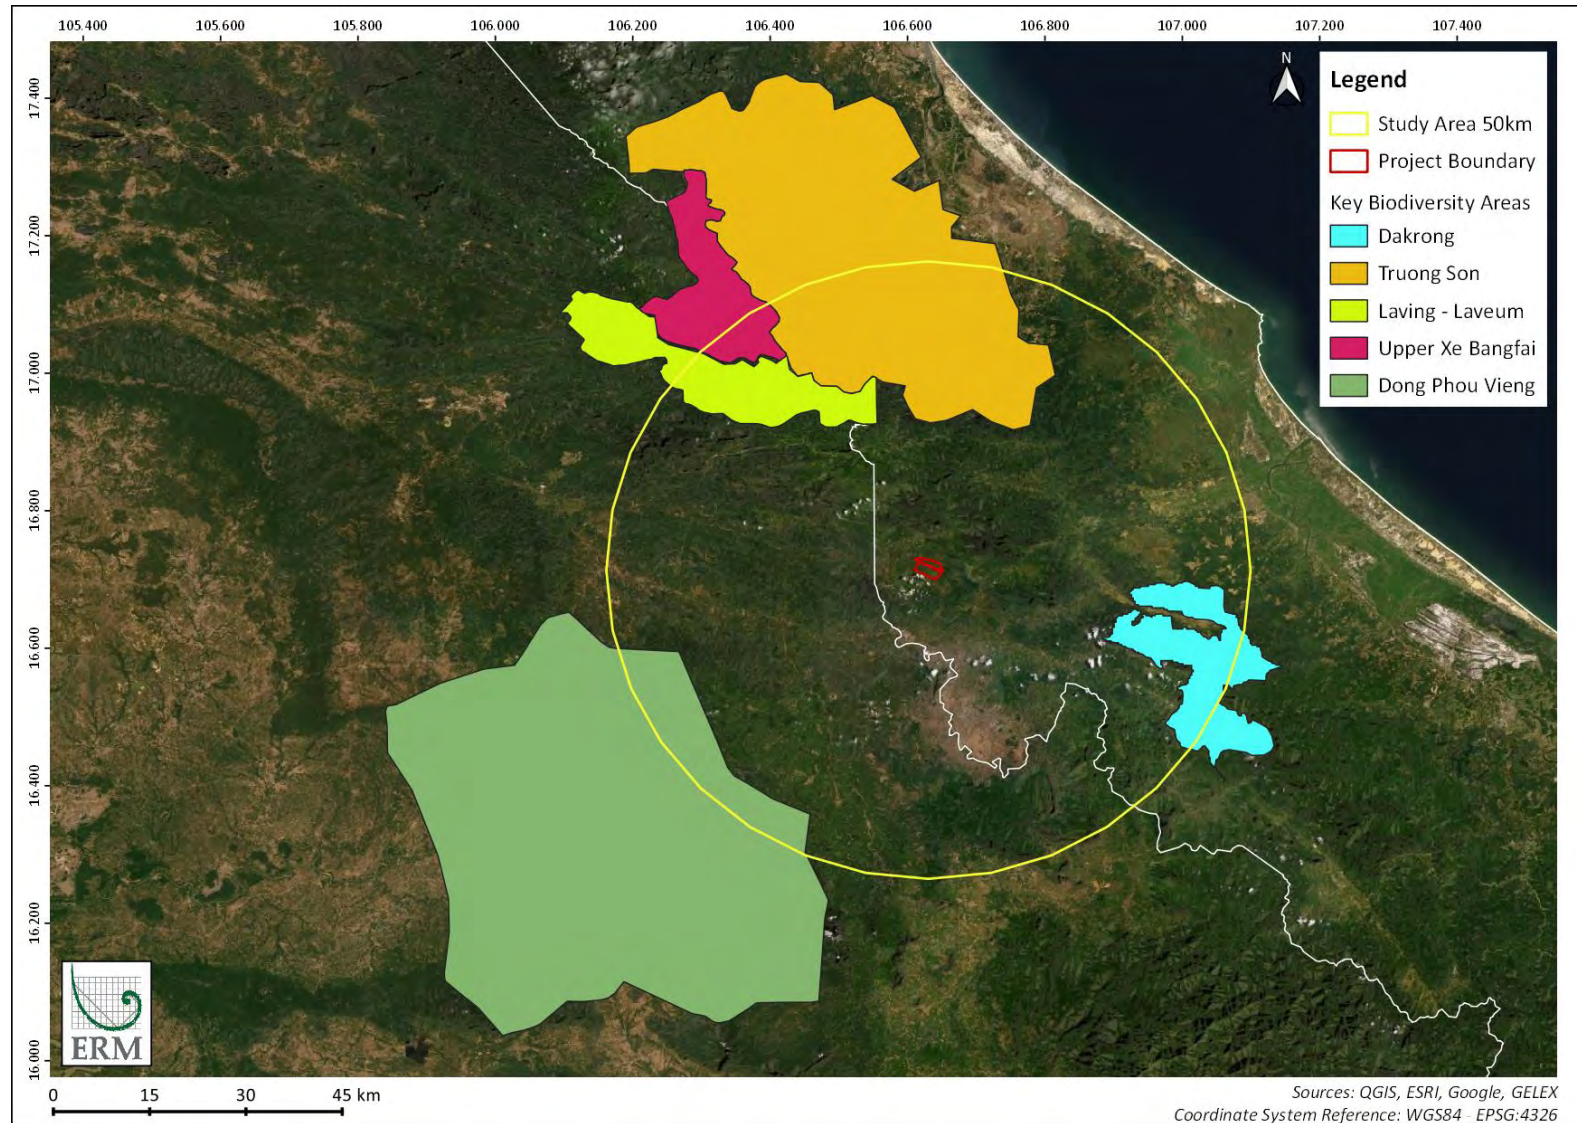 105.400 105.600 105.800 106.000 106.200 106.400 106.600 106.800 107.000 107.200 107.400
17.400
17.200
17.000
16.800
16.600
16.400
16.200
16.000
N
Legend
Study Area 50km
Project Boundary
Key Biodiversity Areas
Dakrong
Truong Son
Laving - Laveum
Upper Xe Bangfai
Dong Phou Vieng
ERM
0 15 30 45 km
Sources: QGIS, ESRI, Google, GELEX
Coordinate System Reference: WGS84 - EPSG:4326